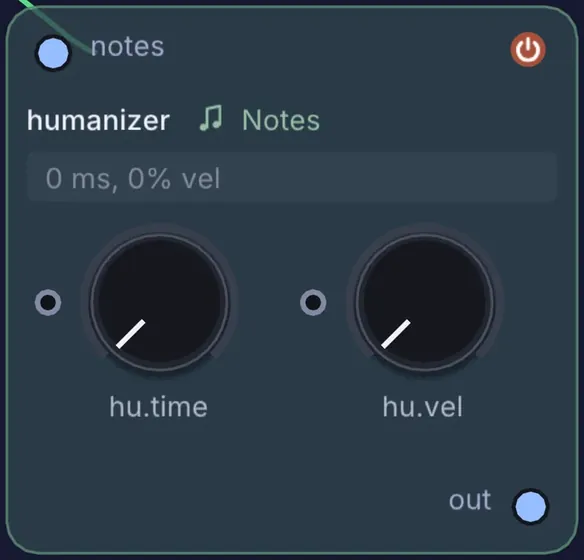 notes
humanizer Notes
0 ms, 0% vel
hu.time hu.vel
out